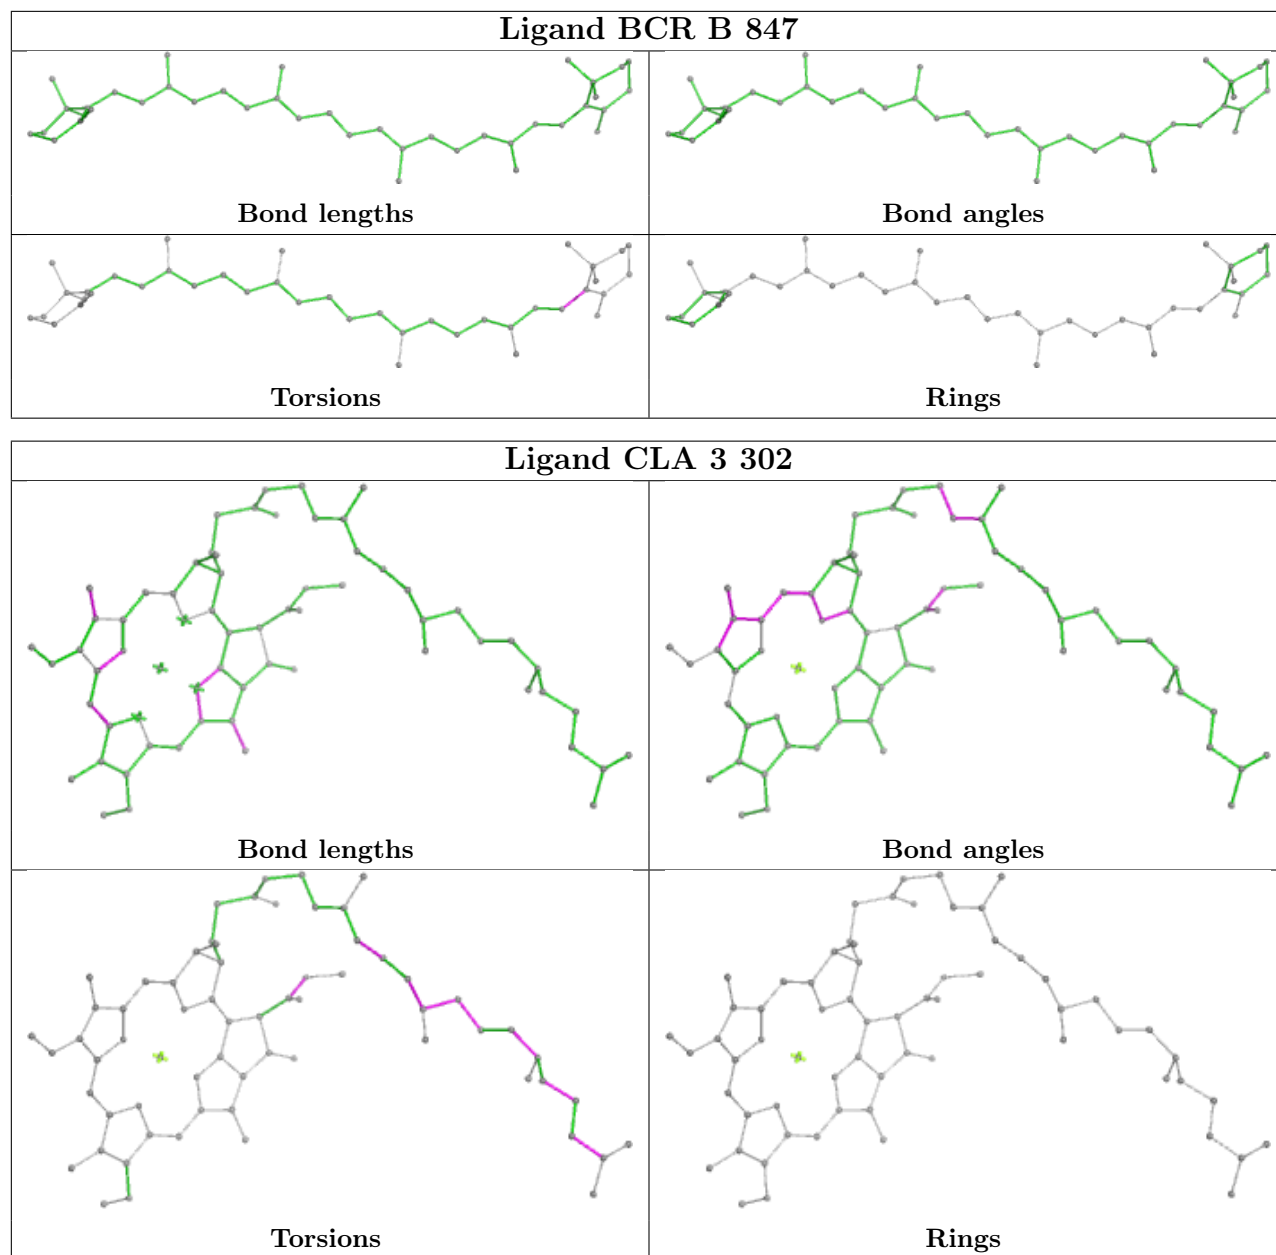 Ligand BCR B 847
Bond lengths
Bond angles
Torsions
Rings
Ligand CLA 3 302
Bond lengths
Bond angles
Torsions
Rings